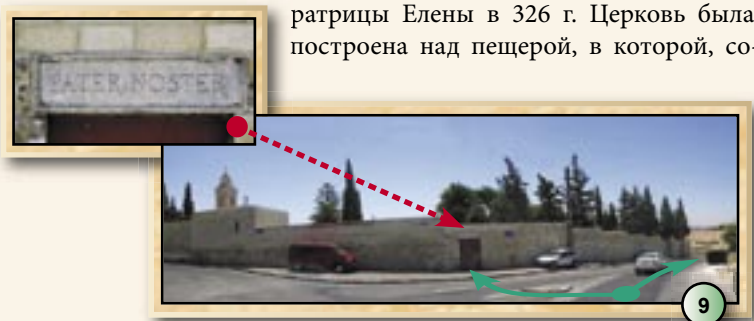 ратрицы Елены в 326 г. Церковь была
построена над пещерой, в которой, со-
PATER NOSTER
9